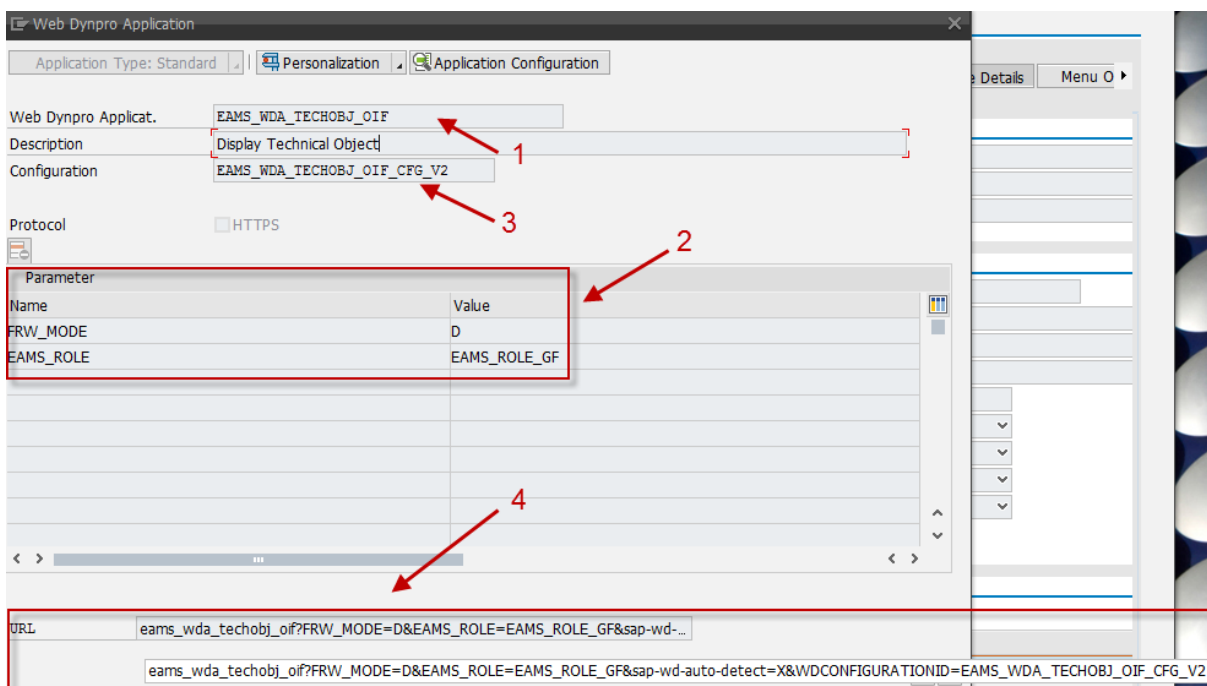 Web Dynpro Application
Application Type: Standard Personalization Application Configuration
e Details Menu O
Web Dynpro Applicat. EAMS_WDA_TECHOBJ_OIF
Description Display Technical Object
1
Configuration EAMS_WDA_TECHOBJ_OIF_CFG_V2
Protocol HTTPS
3
2
Parameter
Name Value
FRW_MODE D
EAMS_ROLE EAMS_ROLE_GF
4
URL eams_wda_techobj_oif?FRW_MODE=D&EAMS_ROLE=EAMS_ROLE_GF&sap-wd-...
eams_wda_techobj_oif?FRW_MODE=D&EAMS_ROLE=EAMS_ROLE_GF&sap-wd-auto-detect=X&WDCONFIGURATIONID=EAMS_WDA_TECHOBJ_OIF_CFG_V2